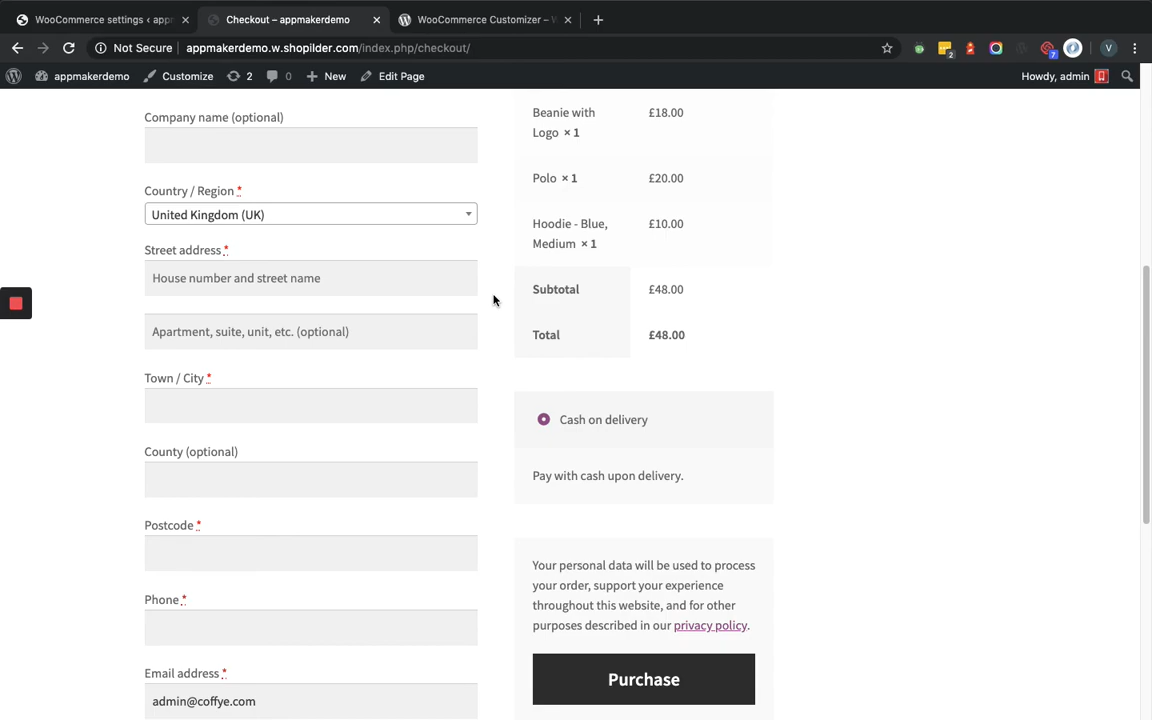 WooCommerce settings ‹ appm
Checkout – appmakerdemo
WooCommerce Customizer – W
Not Secure
appmakerdemo.w.shopilder.com/index.php/checkout/
2
7
V
appmakerdemo
Customize
2
0
New
Edit Page
Howdy, admin
Company name (optional)
Country / Region *
United Kingdom (UK)
Street address *
House number and street name
Apartment, suite, unit, etc. (optional)
Town / City *
County (optional)
Postcode *
Phone *
Email address *
admin@coffye.com
Beanie with £18.00
Logo × 1
Polo × 1 £20.00
Hoodie - Blue, £10.00
Medium × 1
Subtotal £48.00
Total £48.00
Cash on delivery
Pay with cash upon delivery.
Your personal data will be used to process
your order, support your experience
throughout this website, and for other
purposes described in our privacy policy.
Purchase